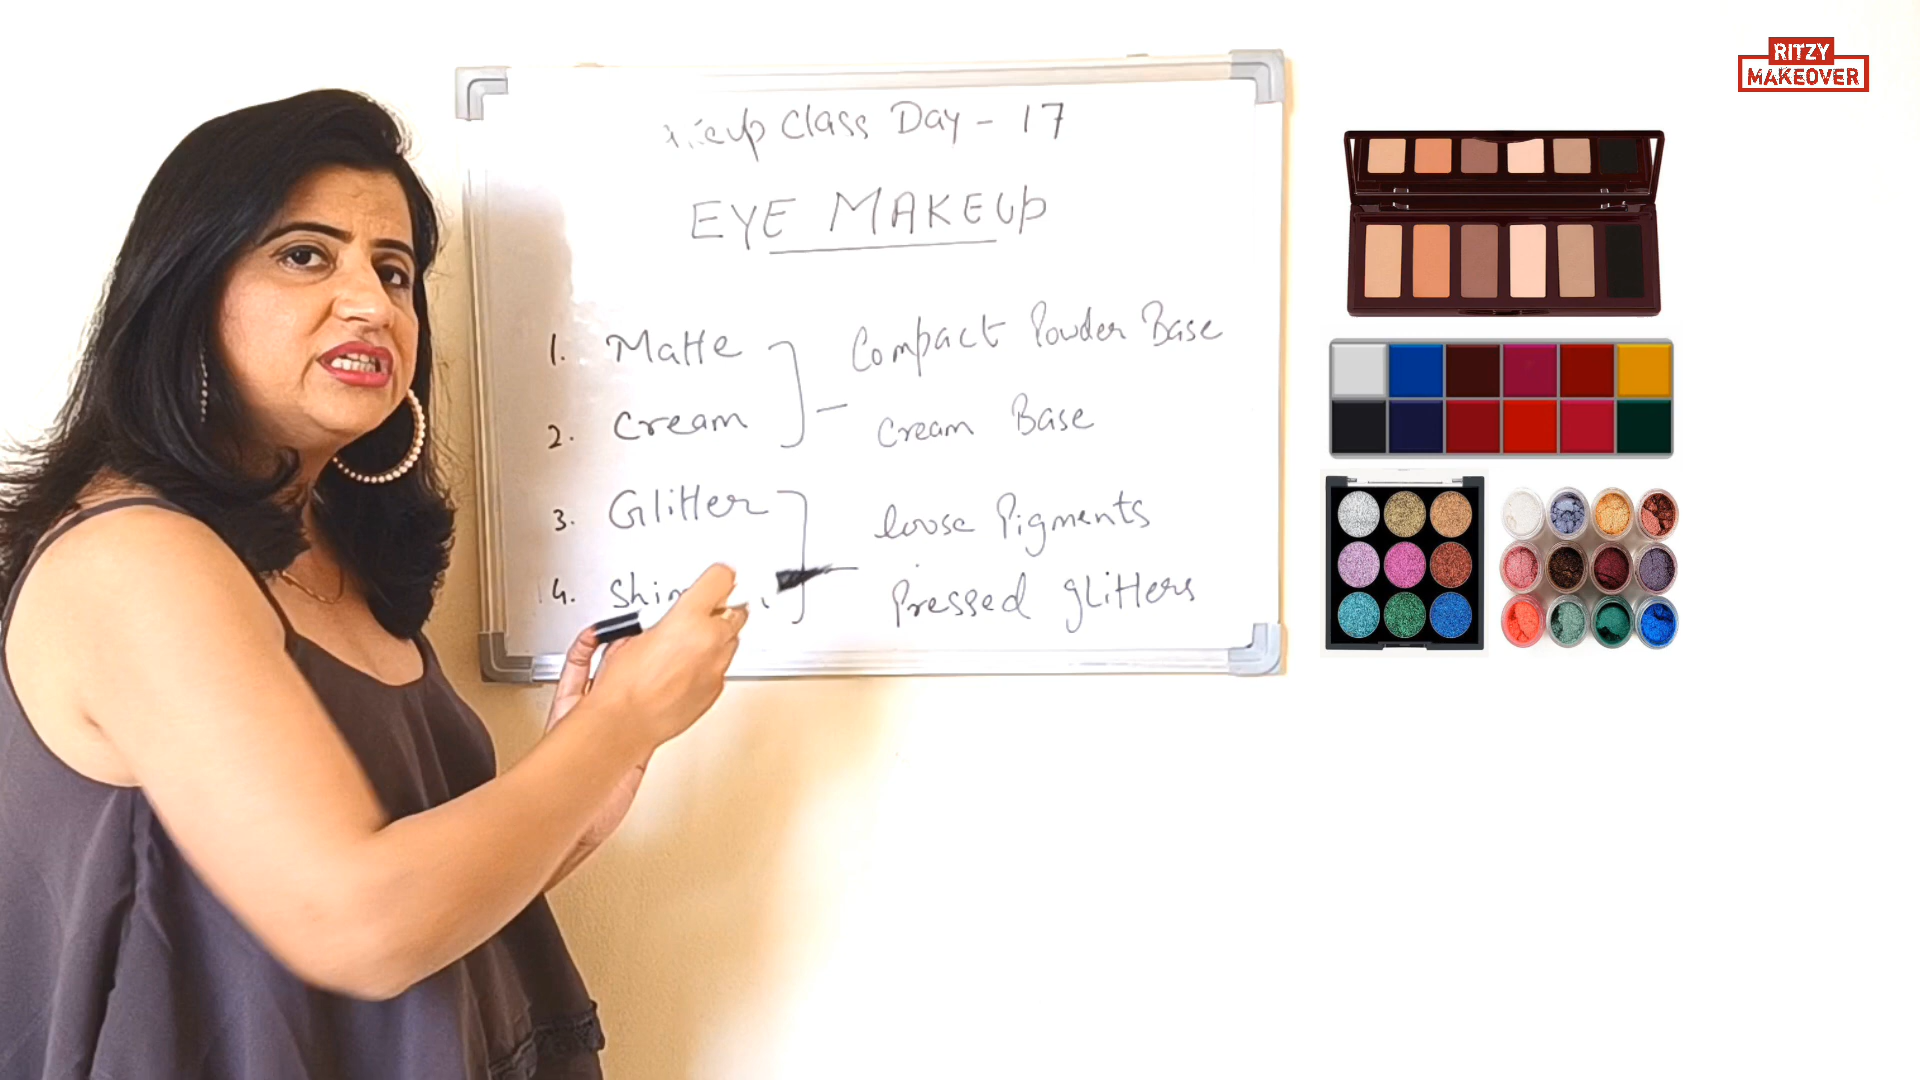 RITZY
MAKEOVER
Class Day - 17
EYE MAKEUP
1. Matte
Compact Powder Base
2. Cream
Cream Base
3. Glitter
loose Pigments
4. Shim
Pressed glitters